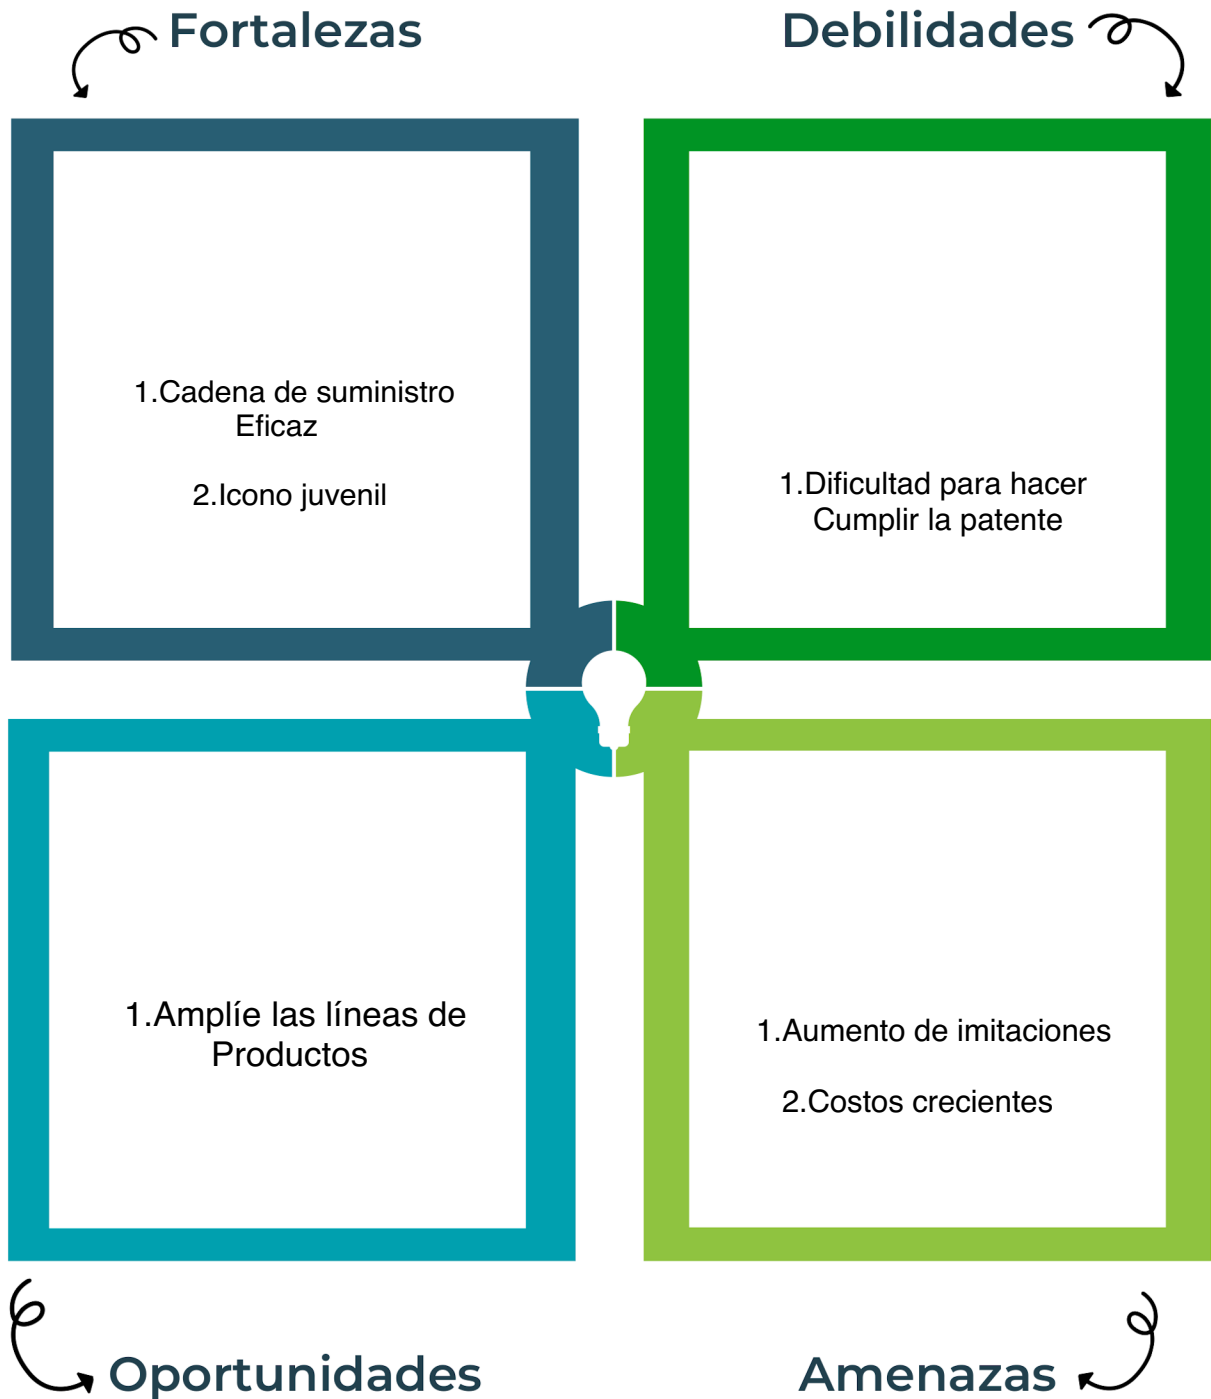 Fortalezas
1.Cadena de suministro
Eficaz
2.Icono juvenil
Debilidades
1.Dificultad para hacer
Cumplir la patente
1.Amplíe las líneas de
Productos
Oportunidades
1.Aumento de imitaciones
2.Costos crecientes
Amenazas